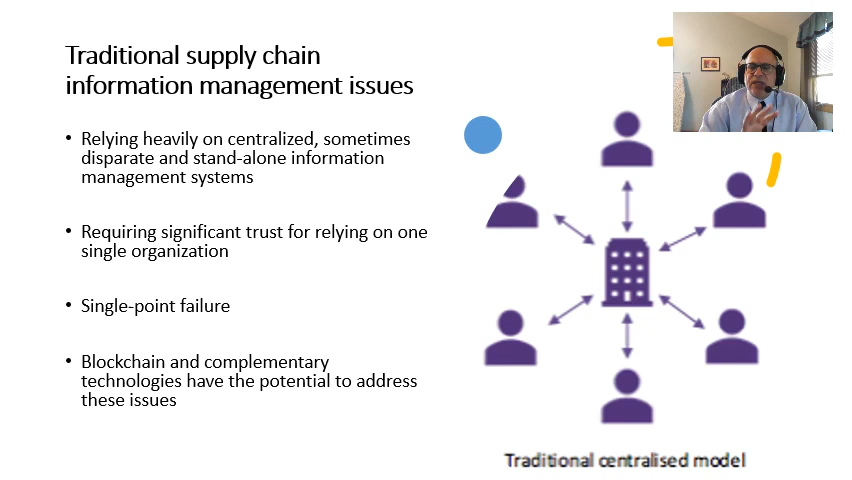 Traditional supply chain
information management issues
• Relying heavily on centralized, sometimes
disparate and stand-alone information
management systems
• Requiring significant trust for relying on one
single organization
• Single-point failure
• Blockchain and complementary
technologies have the potential to address
these issues
Traditional centralised model